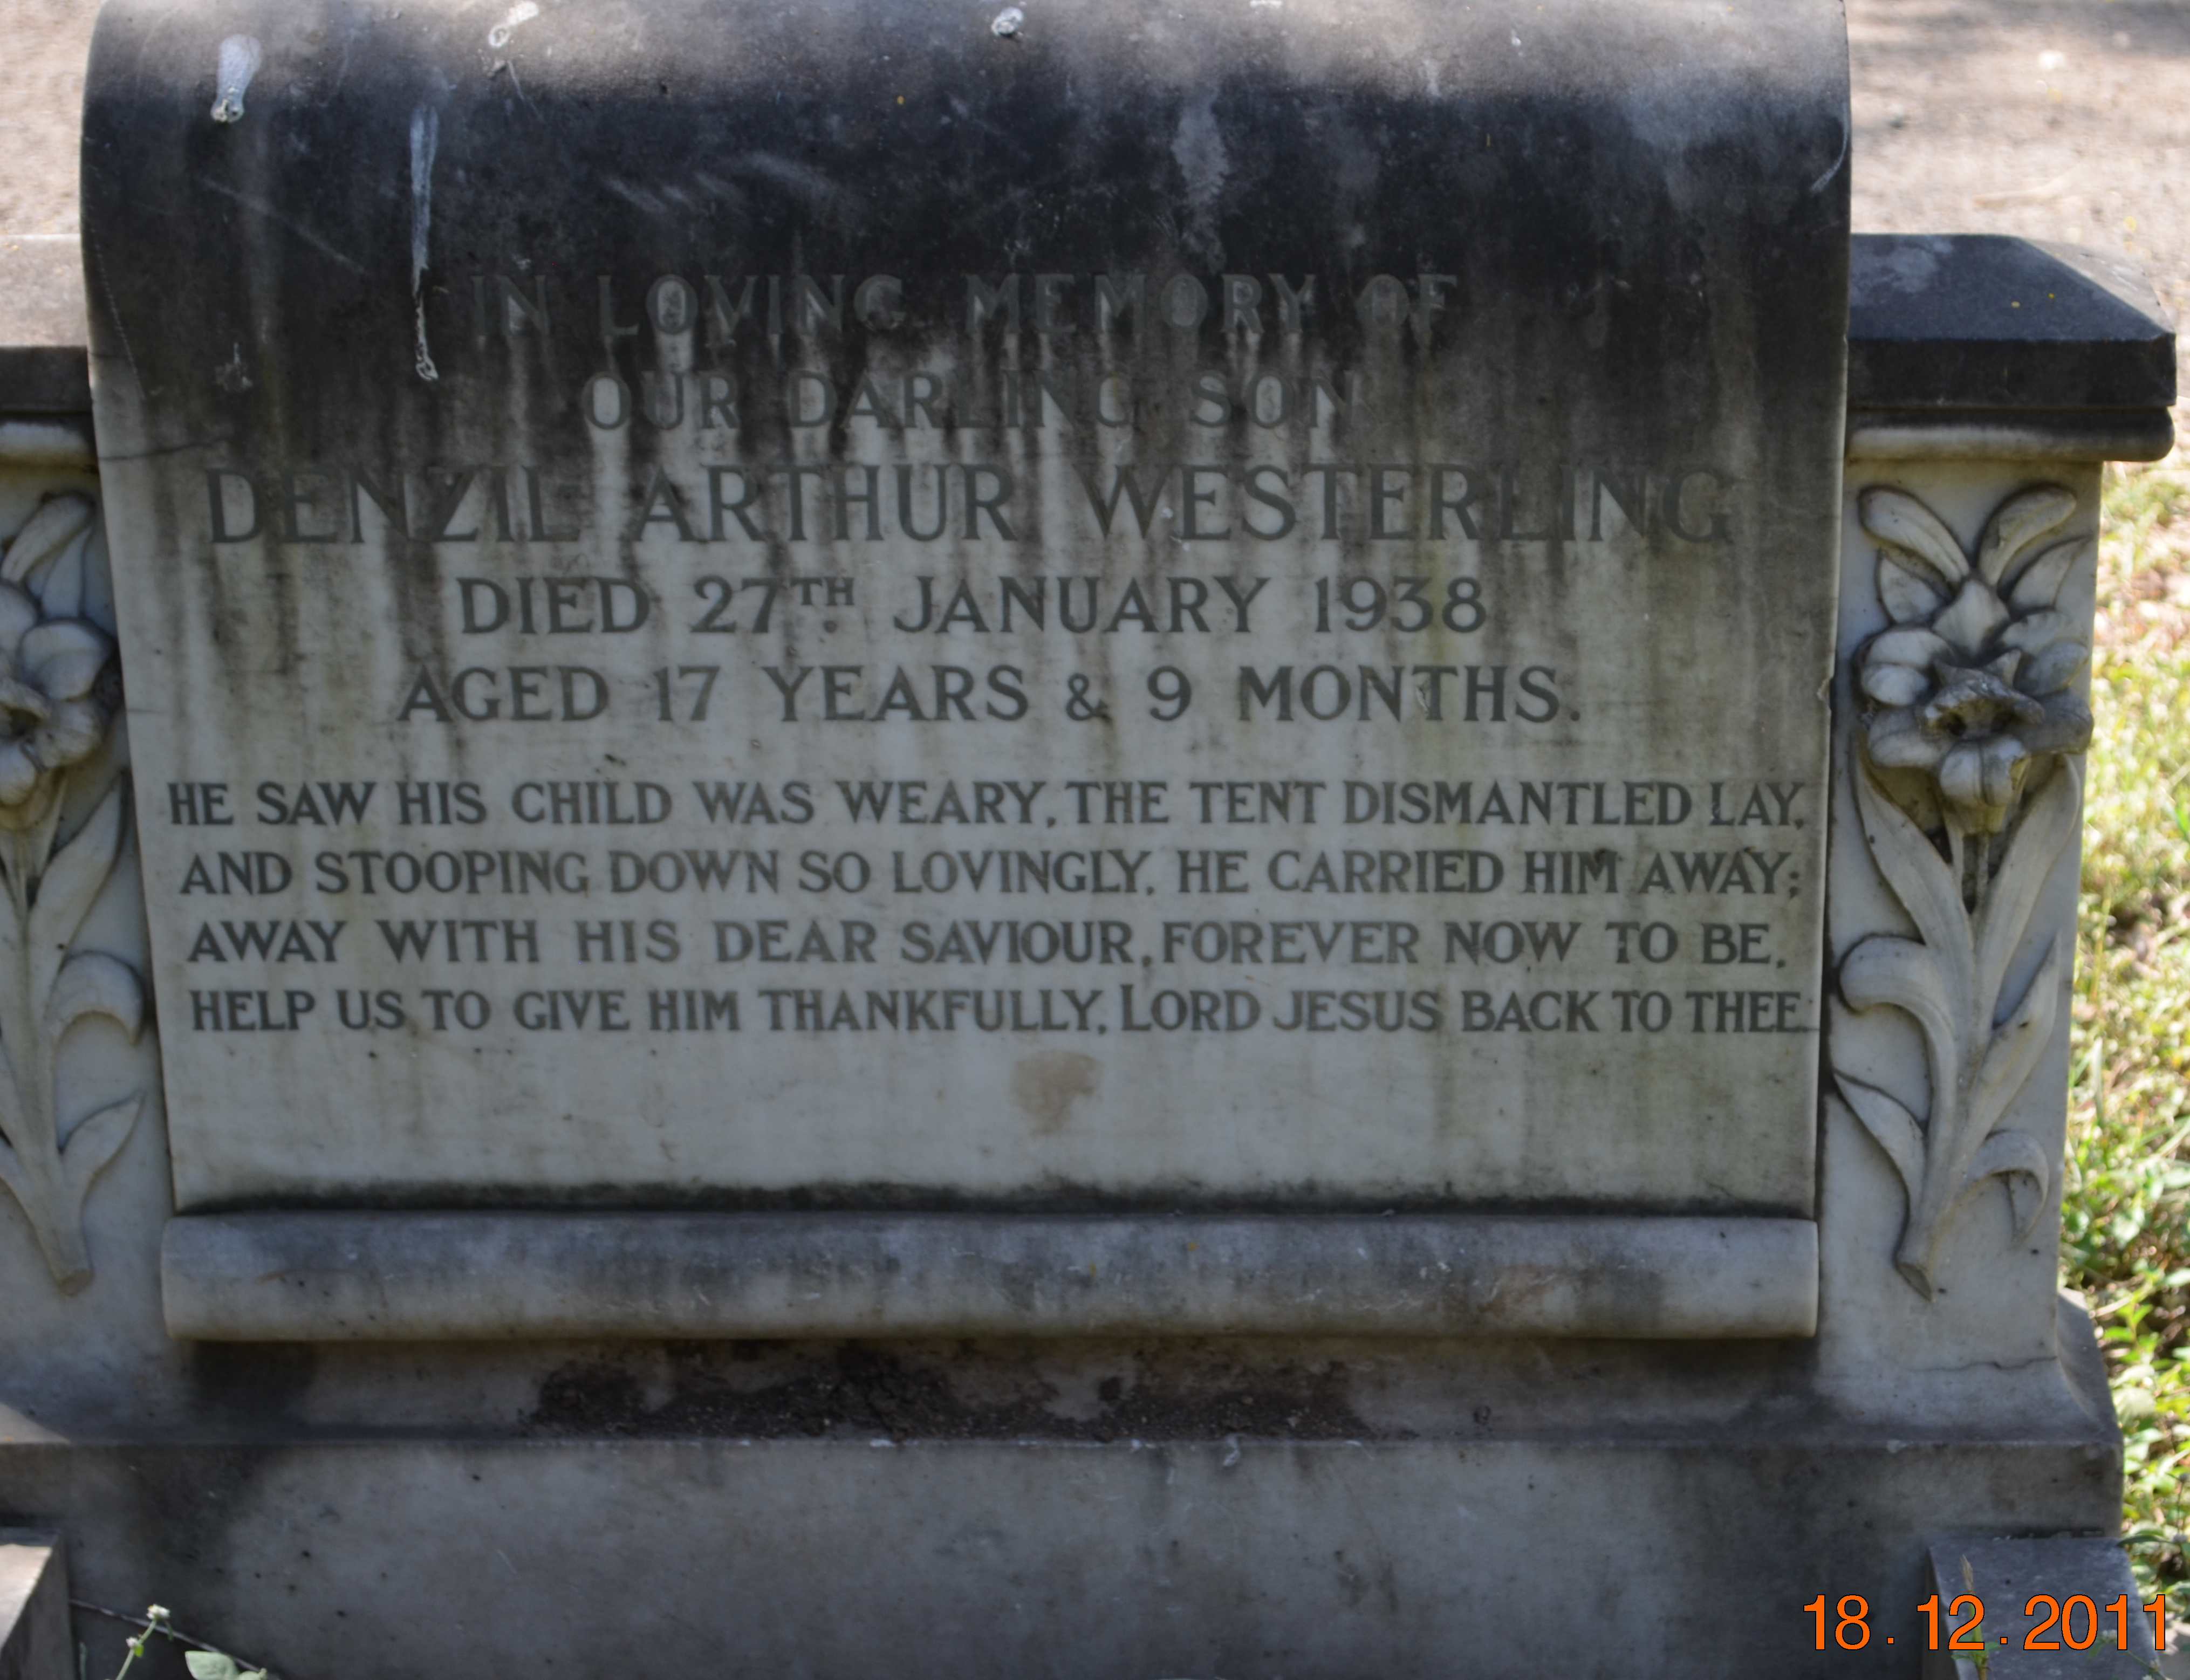 IN LOVING MEMORY OF
OUR DARLING SON
DENZIL ARTHUR WESTERLING
DIED 27TH. JANUARY 1938
AGED 17 YEARS & 9 MONTHS.
HE SAW HIS CHILD WAS WEARY, THE TENT DISMANTLED LAY,
AND STOOPING DOWN SO LOVINGLY, HE CARRIED HIM AWAY;
AWAY WITH HIS DEAR SAVIOUR, FOREVER NOW TO BE,
HELP US TO GIVE HIM THANKFULLY, LORD JESUS BACK TO THEE
18.12.2011